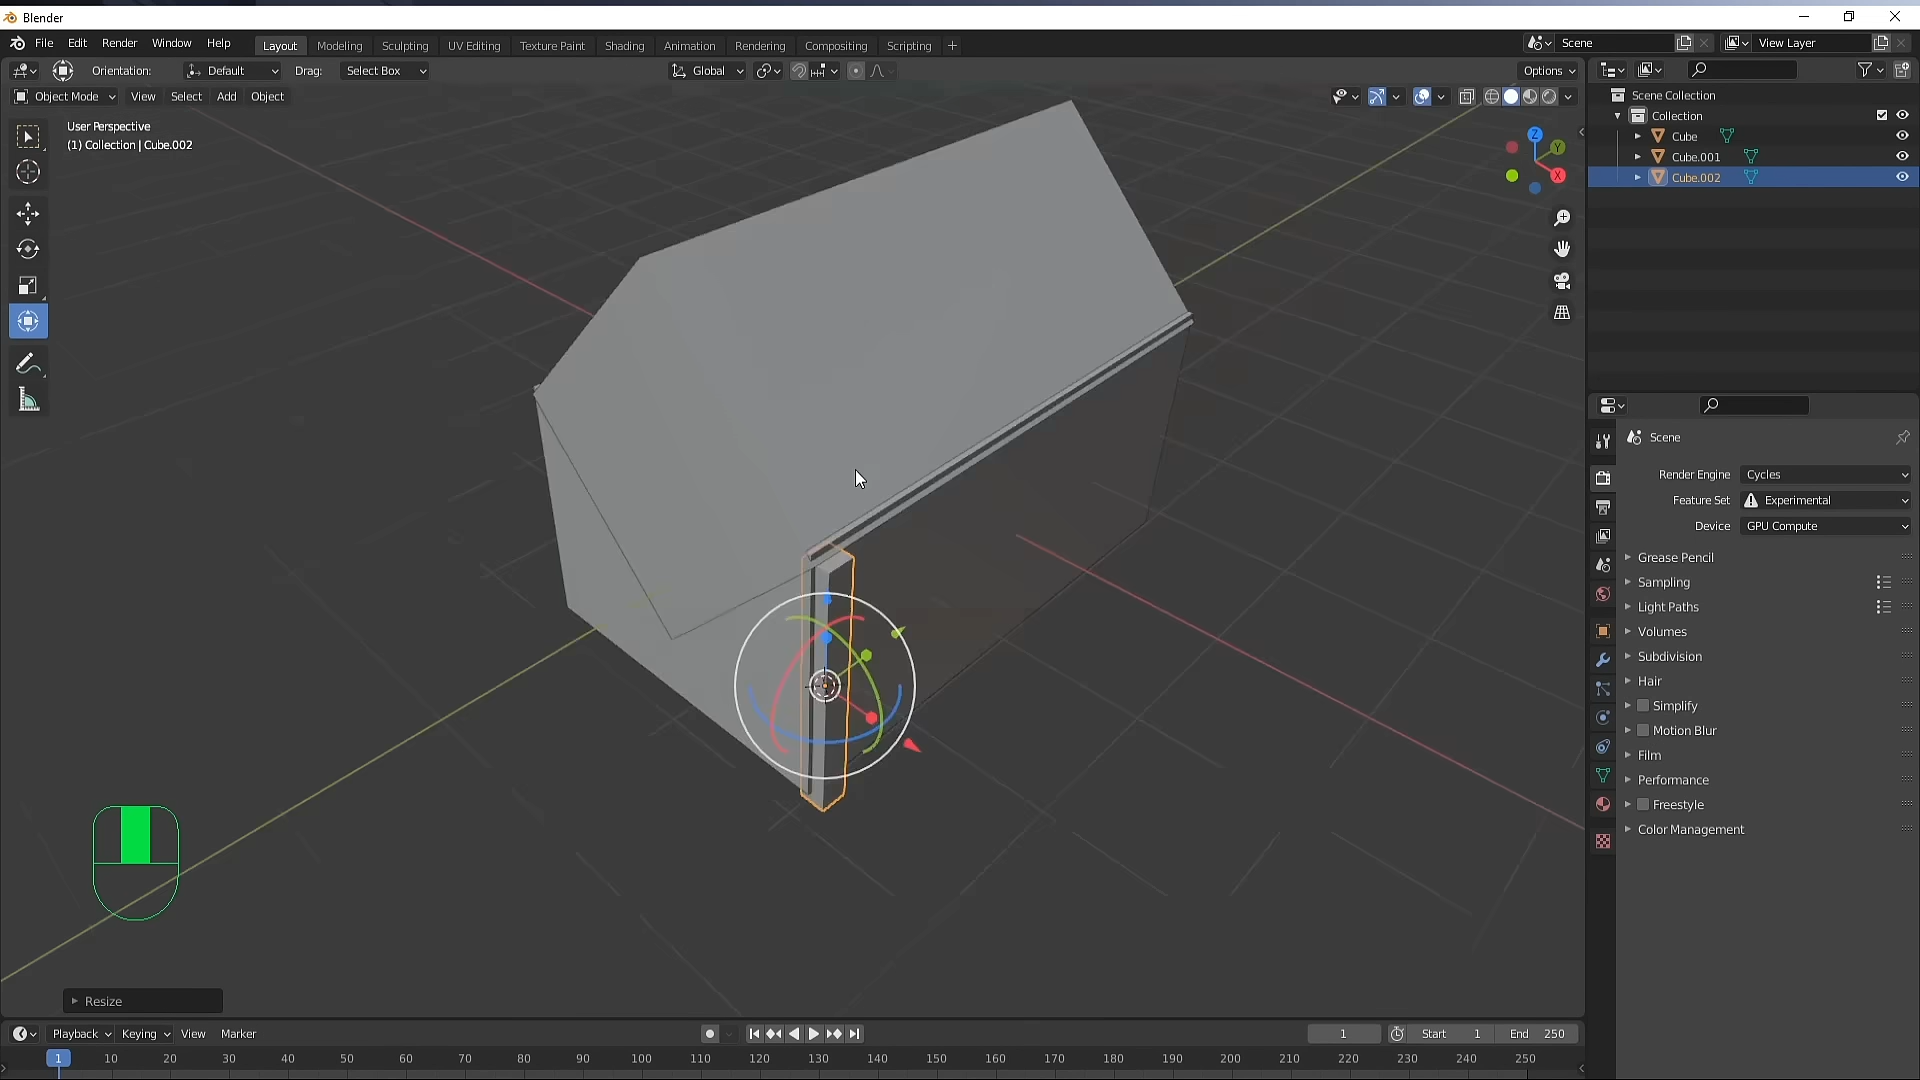 Blender
File Edit Render Window Help Layout Modeling Sculpting UV Editing Texture Paint Shading Animation Rendering Compositing Scripting + Scene View Layer
Orientation: Default Drag: Select Box Global Options
Object Mode View Select Add Object
User Perspective
(1) Collection | Cube.002
Z
Y
X
Scene Collection
Collection
Cube
Cube.001
Cube.002
Scene
Render Engine Cycles
Feature Set Experimental
Device GPU Compute
Grease Pencil
Sampling
Light Paths
Volumes
Subdivision
Hair
Simplify
Motion Blur
Film
Performance
Freestyle
Color Management
Resize
Playback Keying View Marker 1 Start 1 End 250
1 10 20 30 40 50 60 70 80 90 100 110 120 130 140 150 160 170 180 190 200 210 220 230 240 250